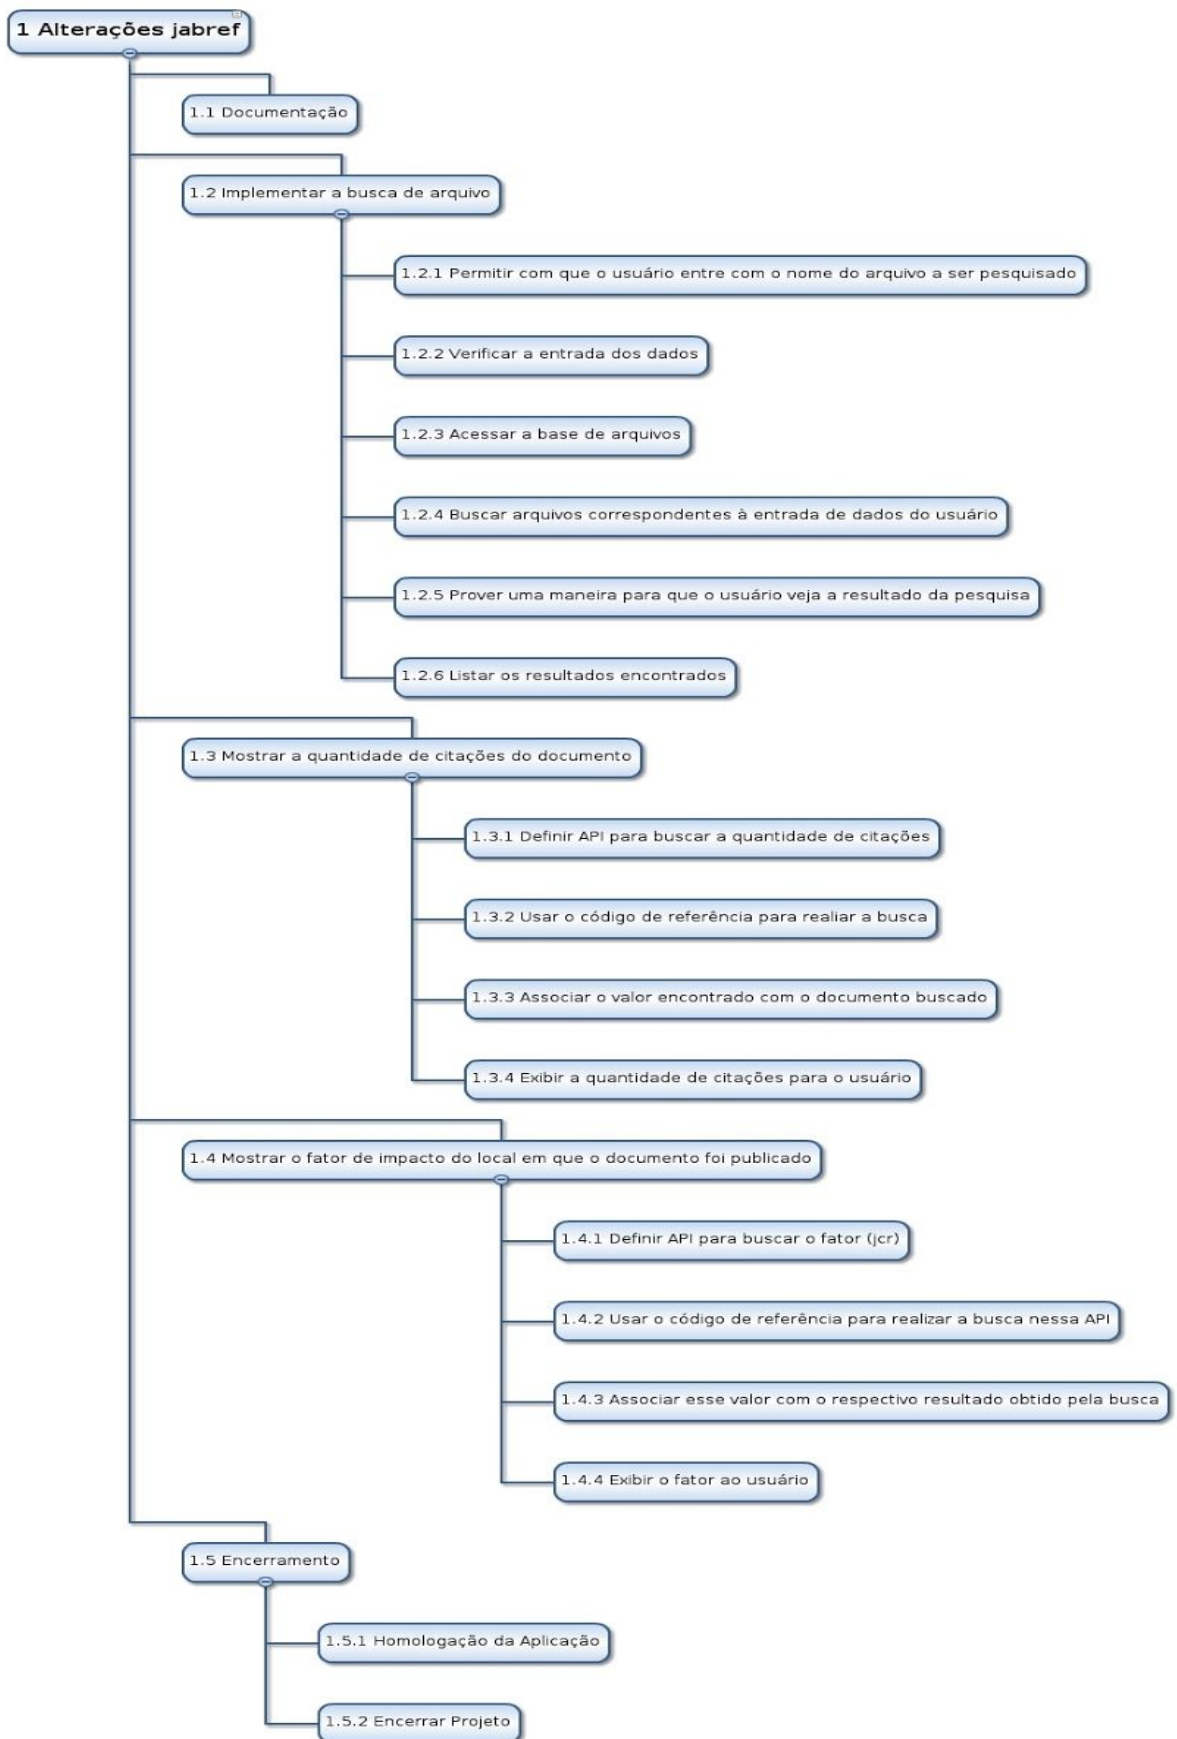 1 Alterações jabref
1.1 Documentação
1.2 Implementar a busca de arquivo
1.2.1 Permitir com que o usuário entre com o nome do arquivo a ser pesquisado
1.2.2 Verificar a entrada dos dados
1.2.3 Acessar a base de arquivos
1.2.4 Buscar arquivos correspondentes à entrada de dados do usuário
1.2.5 Prover uma maneira para que o usuário veja a resultado da pesquisa
1.2.6 Listar os resultados encontrados
1.3 Mostrar a quantidade de citações do documento
1.3.1 Definir API para buscar a quantidade de citações
1.3.2 Usar o código de referência para realiar a busca
1.3.3 Associar o valor encontrado com o documento buscado
1.3.4 Exibir a quantidade de citações para o usuário
1.4 Mostrar o fator de impacto do local em que o documento foi publicado
1.4.1 Definir API para buscar o fator (jcr)
1.4.2 Usar o código de referência para realizar a busca nessa API
1.4.3 Associar esse valor com o respectivo resultado obtido pela busca
1.4.4 Exibir o fator ao usuário
1.5 Encerramento
1.5.1 Homologação da Aplicação
1.5.2 Encerrar Projeto